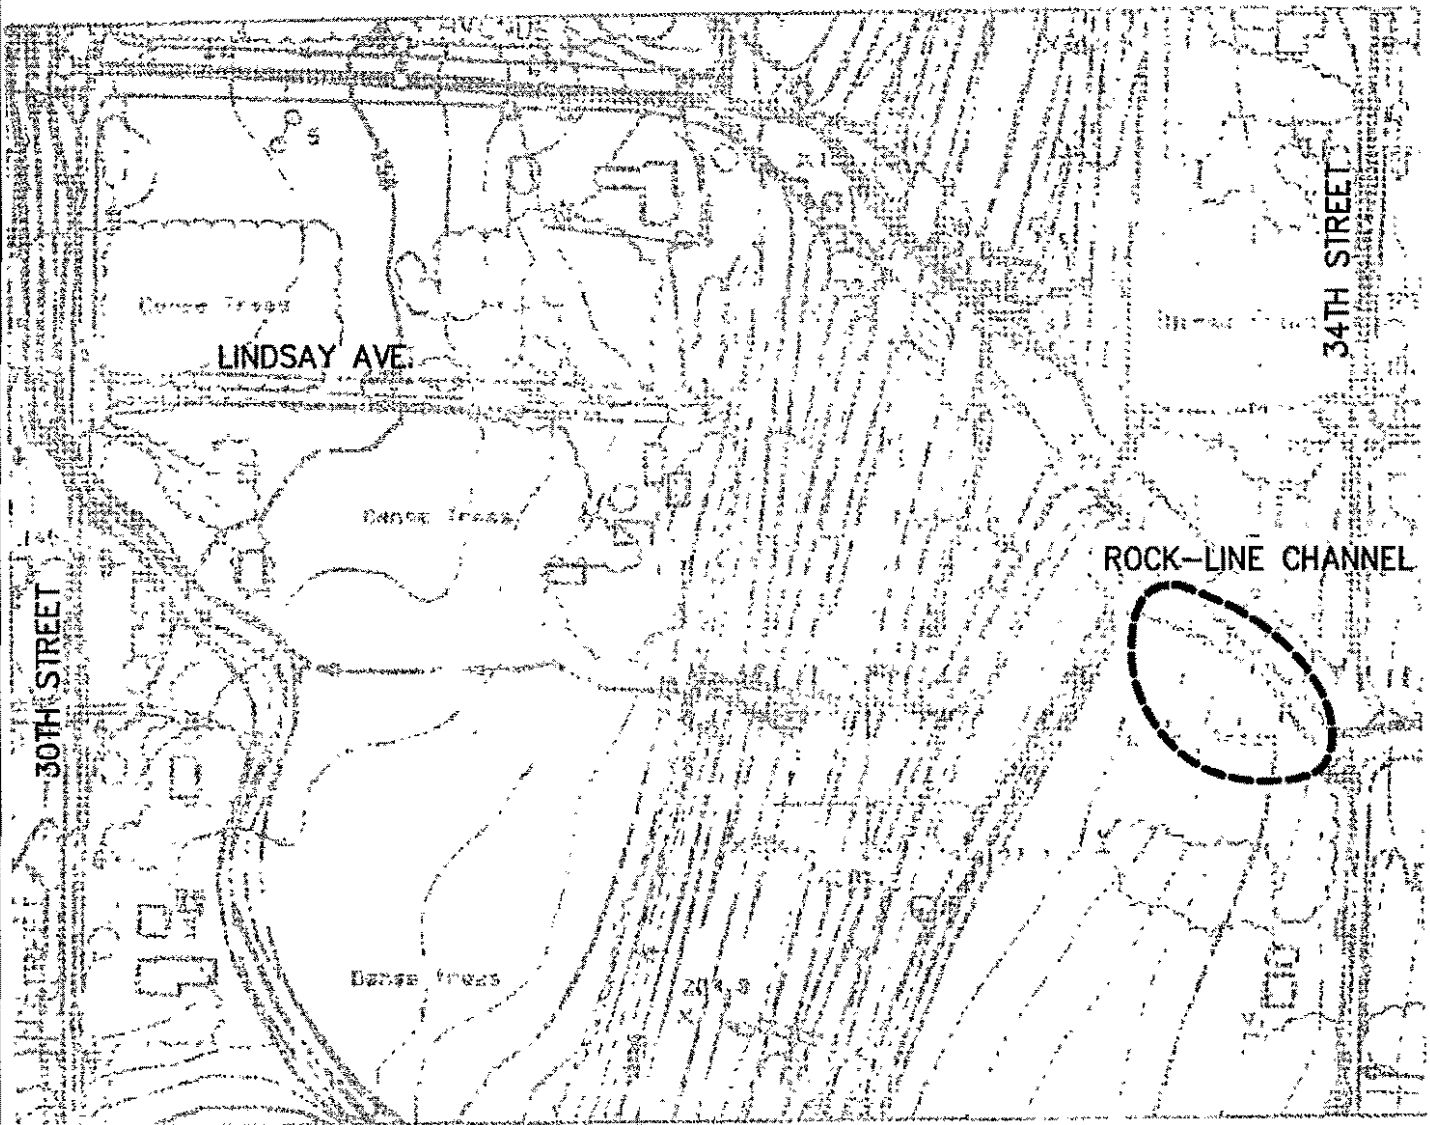 34TH STREET
Dense Trees
LINDSAY AVE.
Dense Trees
ROCK-LINE CHANNEL
30TH STREET
Dense Trees